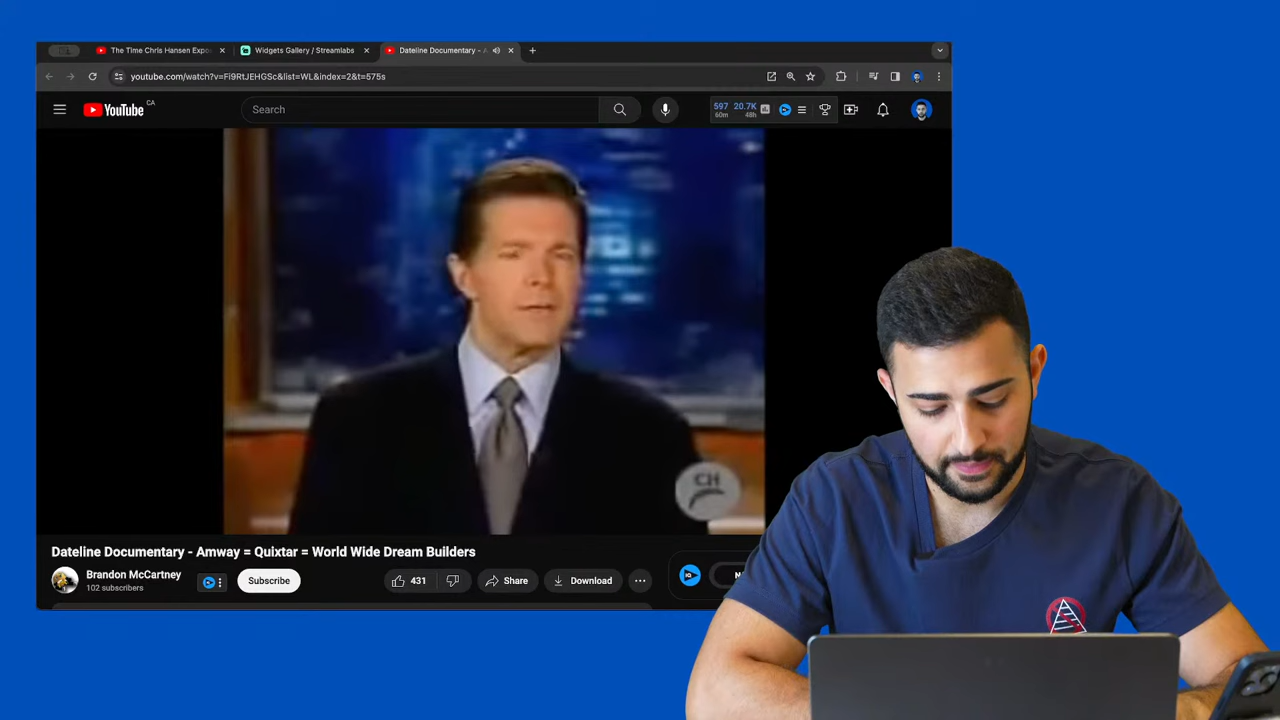 The Time Chris Hansen Expo
Widgets Gallery / Streamlabs
Dateline Documentary - A
youtube.com/watch?v=Fi9RtJEHGSc&list=WL&index=2&t=575s
YouTube CA
Search
597 20.7K
60m 48h
CH
Dateline Documentary - Amway = Quixtar = World Wide Dream Builders
Brandon McCartney
102 subscribers
Subscribe
431
Share
Download
IQ